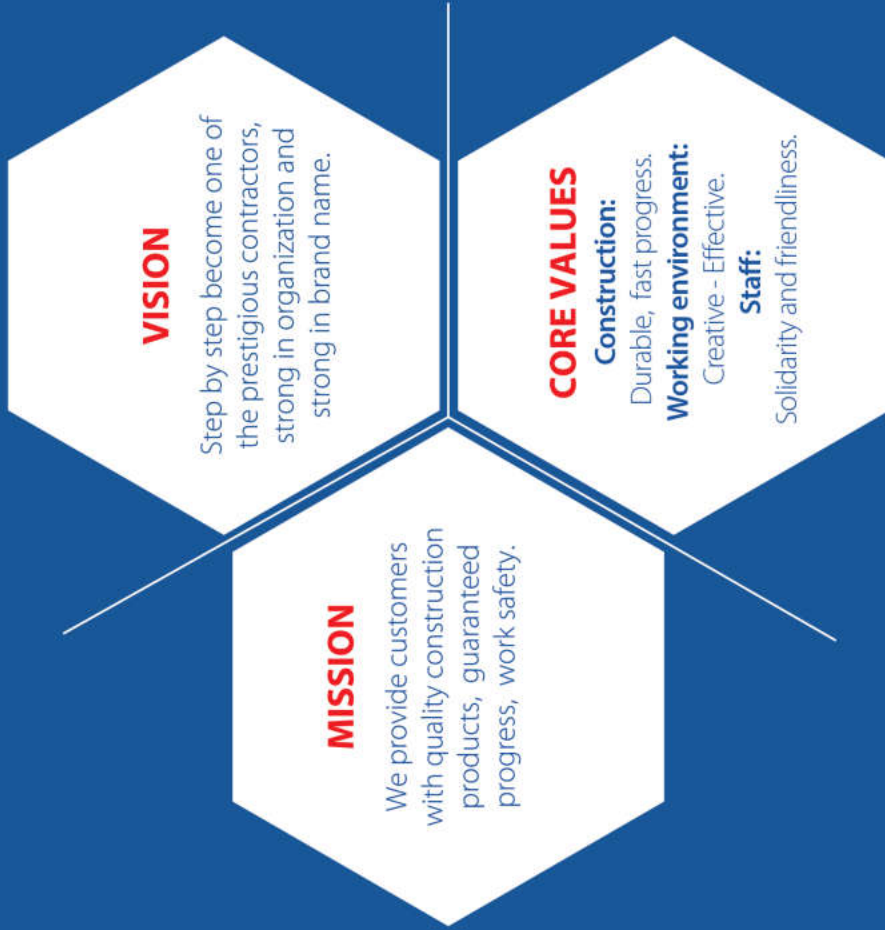 MISSION
We provide customers
with quality construction
products, guaranteed
progress, work safety.
VISION
Step by step become one of
the prestigious contractors,
strong in organization and
strong in brand name.
CORE VALUES
Construction:
Durable, fast progress.
Working environment:
Creative - Effective.
Staff:
Solidarity and friendliness.